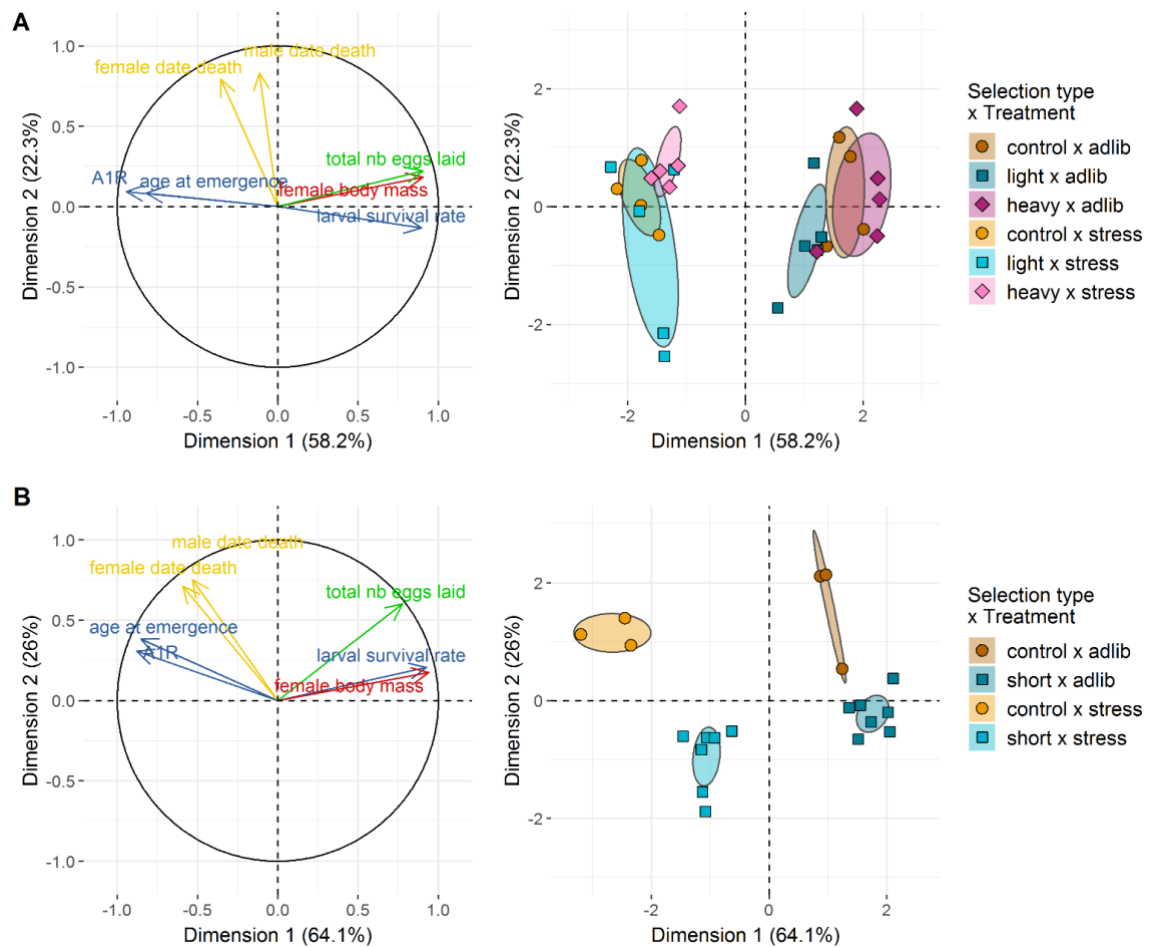 A
1.0
0.5
0.0
-0.5
-1.0
Dimension 2 (22.3%)
male date death
female date death
total nb eggs laid
A1R
age at emergence
female body mass
larval survival rate
-1.0 -0.5 0.0 0.5 1.0
Dimension 1 (58.2%)
2
0
-2
Dimension 2 (22.3%)
-2 0 2
Dimension 1 (58.2%)
Selection type
x Treatment
control x adlib
light x adlib
heavy x adlib
control x stress
light x stress
heavy x stress
B
1.0
0.5
0.0
-0.5
-1.0
Dimension 2 (26%)
male date death
female date death
total nb eggs laid
age at emergence
A1R
larval survival rate
female body mass
-1.0 -0.5 0.0 0.5 1.0
Dimension 1 (64.1%)
2
0
-2
Dimension 2 (26%)
-2 0 2
Dimension 1 (64.1%)
Selection type
x Treatment
control x adlib
short x adlib
control x stress
short x stress